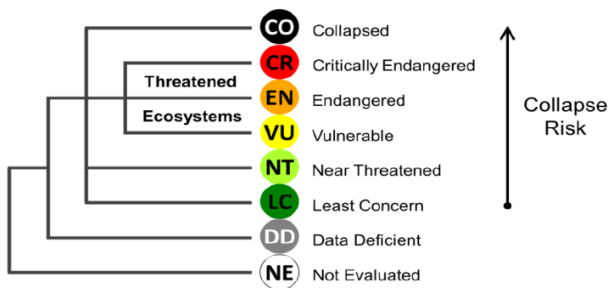 CO Collapsed
CR Critically Endangered
Threatened
EN Endangered
Ecosystems
VU Vulnerable
NT Near Threatened
LC Least Concern
DD Data Deficient
NE Not Evaluated
Collapse
Risk